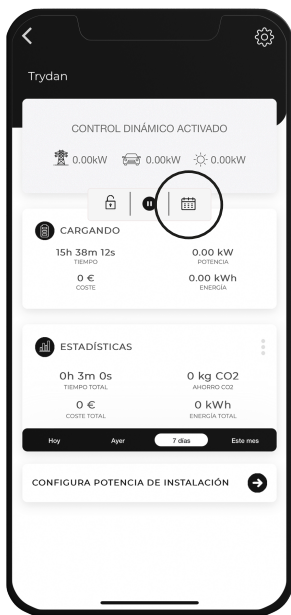 Trydan
CONTROL DINÁMICO ACTIVADO
0.00kW 0.00kW 0.00kW
CARGANDO
15h 38m 12s 0.00 kW
TIEMPO POTENCIA
0 € 0.00 kWh
COSTE ENERGÍA
ESTADÍSTICAS
0h 3m 0s 0 kg CO2
TIEMPO TOTAL AHORRO CO2
0 € 0 kWh
COSTE TOTAL ENERGÍA TOTAL
Hoy Ayer 7 días Este mes
CONFIGURA POTENCIA DE INSTALACIÓN